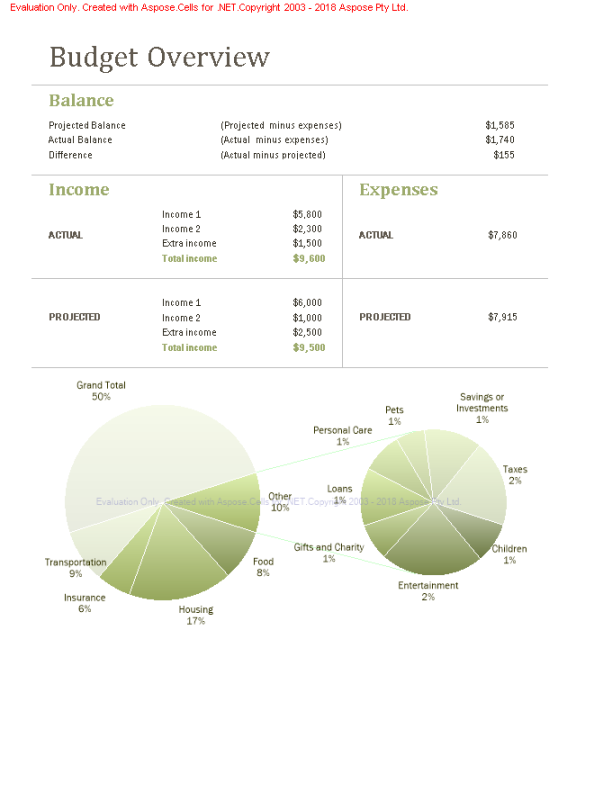 Evaluation Only. Created with Aspose.Cells for .NET.Copyright 2003 - 2018 Aspose Pty Ltd.
Budget Overview
Balance
Projected Balance (Projected minus expenses) $1,585
Actual Balance (Actual minus expenses) $1,740
Difference (Actual minus projected) $155
Income
Expenses
ACTUAL
Income 1 $5,800
Income 2 $2,300
Extra income $1,500
Total income $9,600
ACTUAL $7,860
PROJECTED
Income 1 $6,000
Income 2 $1,000
Extra income $2,500
Total income $9,500
PROJECTED $7,915
Grand Total
50%
Other
10%
Food
8%
Housing
17%
Insurance
6%
Transportation
9%
Pets
1%
Savings or
Investments
1%
Personal Care
1%
Taxes
2%
Loans
1%
Gifts and Charity
1%
Children
1%
Entertainment
2%
Evaluation Only. Created with Aspose.Cells for .NET.Copyright 2003 - 2018 Aspose Pty Ltd.